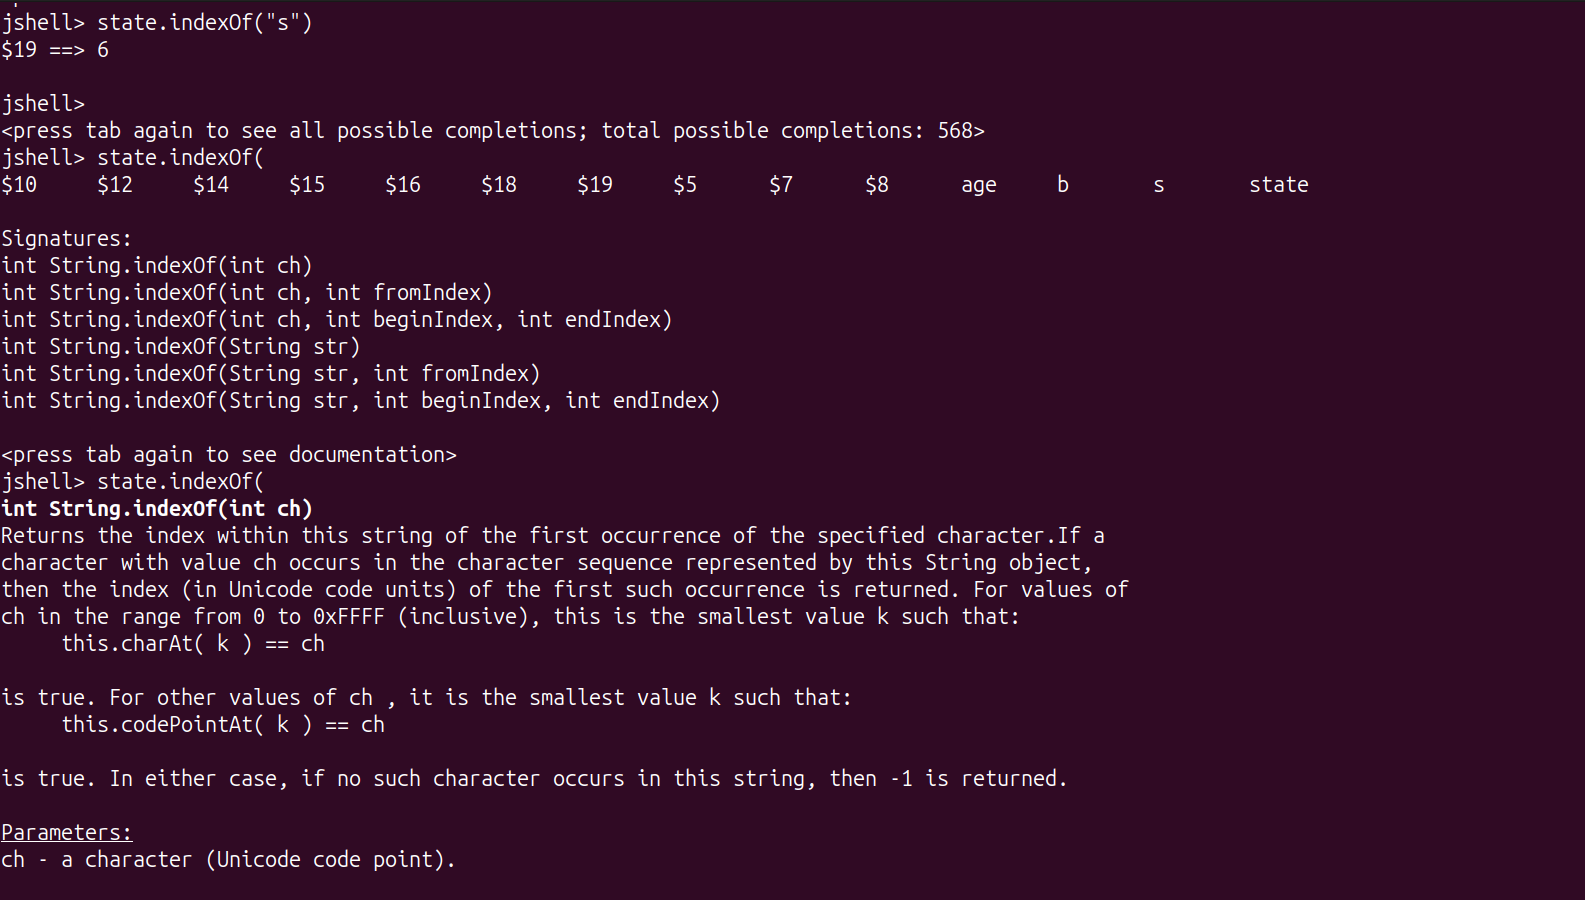 jshell> state.indexOf("s")
$19 ==> 6
jshell>
<press tab again to see all possible completions; total possible completions: 568>
jshell> state.indexOf(
$10     $12     $14     $15     $16     $18     $19     $5      $7      $8      age     b       s       state
Signatures:
int String.indexOf(int ch)
int String.indexOf(int ch, int fromIndex)
int String.indexOf(int ch, int beginIndex, int endIndex)
int String.indexOf(String str)
int String.indexOf(String str, int fromIndex)
int String.indexOf(String str, int beginIndex, int endIndex)
<press tab again to see documentation>
jshell> state.indexOf(
int String.indexOf(int ch)
Returns the index within this string of the first occurrence of the specified character.If a
character with value ch occurs in the character sequence represented by this String object,
then the index (in Unicode code units) of the first such occurrence is returned. For values of
ch in the range from 0 to 0xFFFF (inclusive), this is the smallest value k such that:
     this.charAt( k ) == ch
is true. For other values of ch , it is the smallest value k such that:
     this.codePointAt( k ) == ch
is true. In either case, if no such character occurs in this string, then -1 is returned.
Parameters:
ch - a character (Unicode code point).